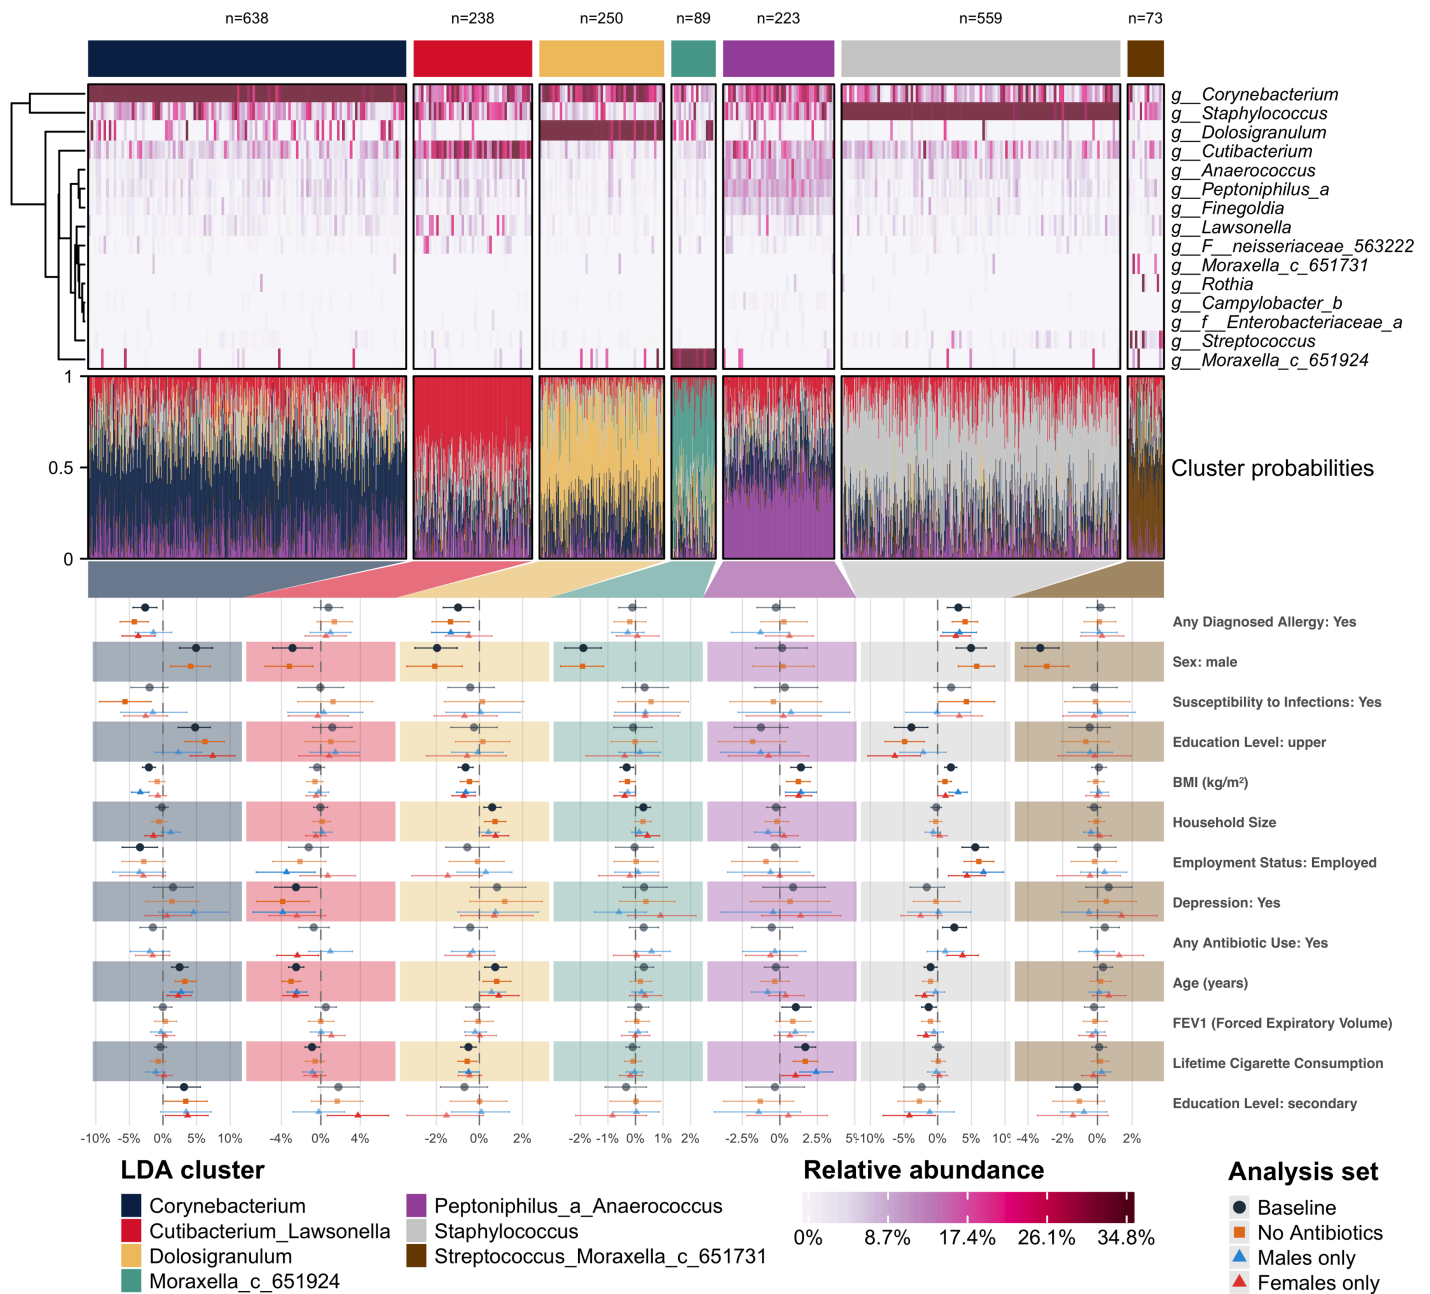 n=638 n=238 n=250 n=89 n=223 n=559 n=73
g__Corynebacterium
g__Staphylococcus
g__Dolosigranulum
g__Cutibacterium
g__Anaerococcus
g__Peptoniphilus_a
g__Finegoldia
g__Lawsonella
g__F__neisseriaceae_563222
g__Moraxella_c_651731
g__Rothia
g__Campylobacter_b
g__f__Enterobacteriaceae_a
g__Streptococcus
g__Moraxella_c_651924
1
0.5
0
Cluster probabilities
Any Diagnosed Allergy: Yes
Sex: male
Susceptibility to Infections: Yes
Education Level: upper
BMI (kg/m²)
Household Size
Employment Status: Employed
Depression: Yes
Any Antibiotic Use: Yes
Age (years)
FEV1 (Forced Expiratory Volume)
Lifetime Cigarette Consumption
Education Level: secondary
-10% -5% 0% 5% 10% -4% 0% 4% -2% 0% 2% -2% -1% 0% 1% 2% -2.5% 0% 2.5% 5% -10% -5% 0% 5% 10% -4% -2% 0% 2%
LDA cluster
Corynebacterium
Cutibacterium_Lawsonella
Dolosigranulum
Moraxella_c_651924
Peptoniphilus_a_Anaerococcus
Staphylococcus
Streptococcus_Moraxella_c_651731
Relative abundance
0% 8.7% 17.4% 26.1% 34.8%
Analysis set
Baseline
No Antibiotics
Males only
Females only